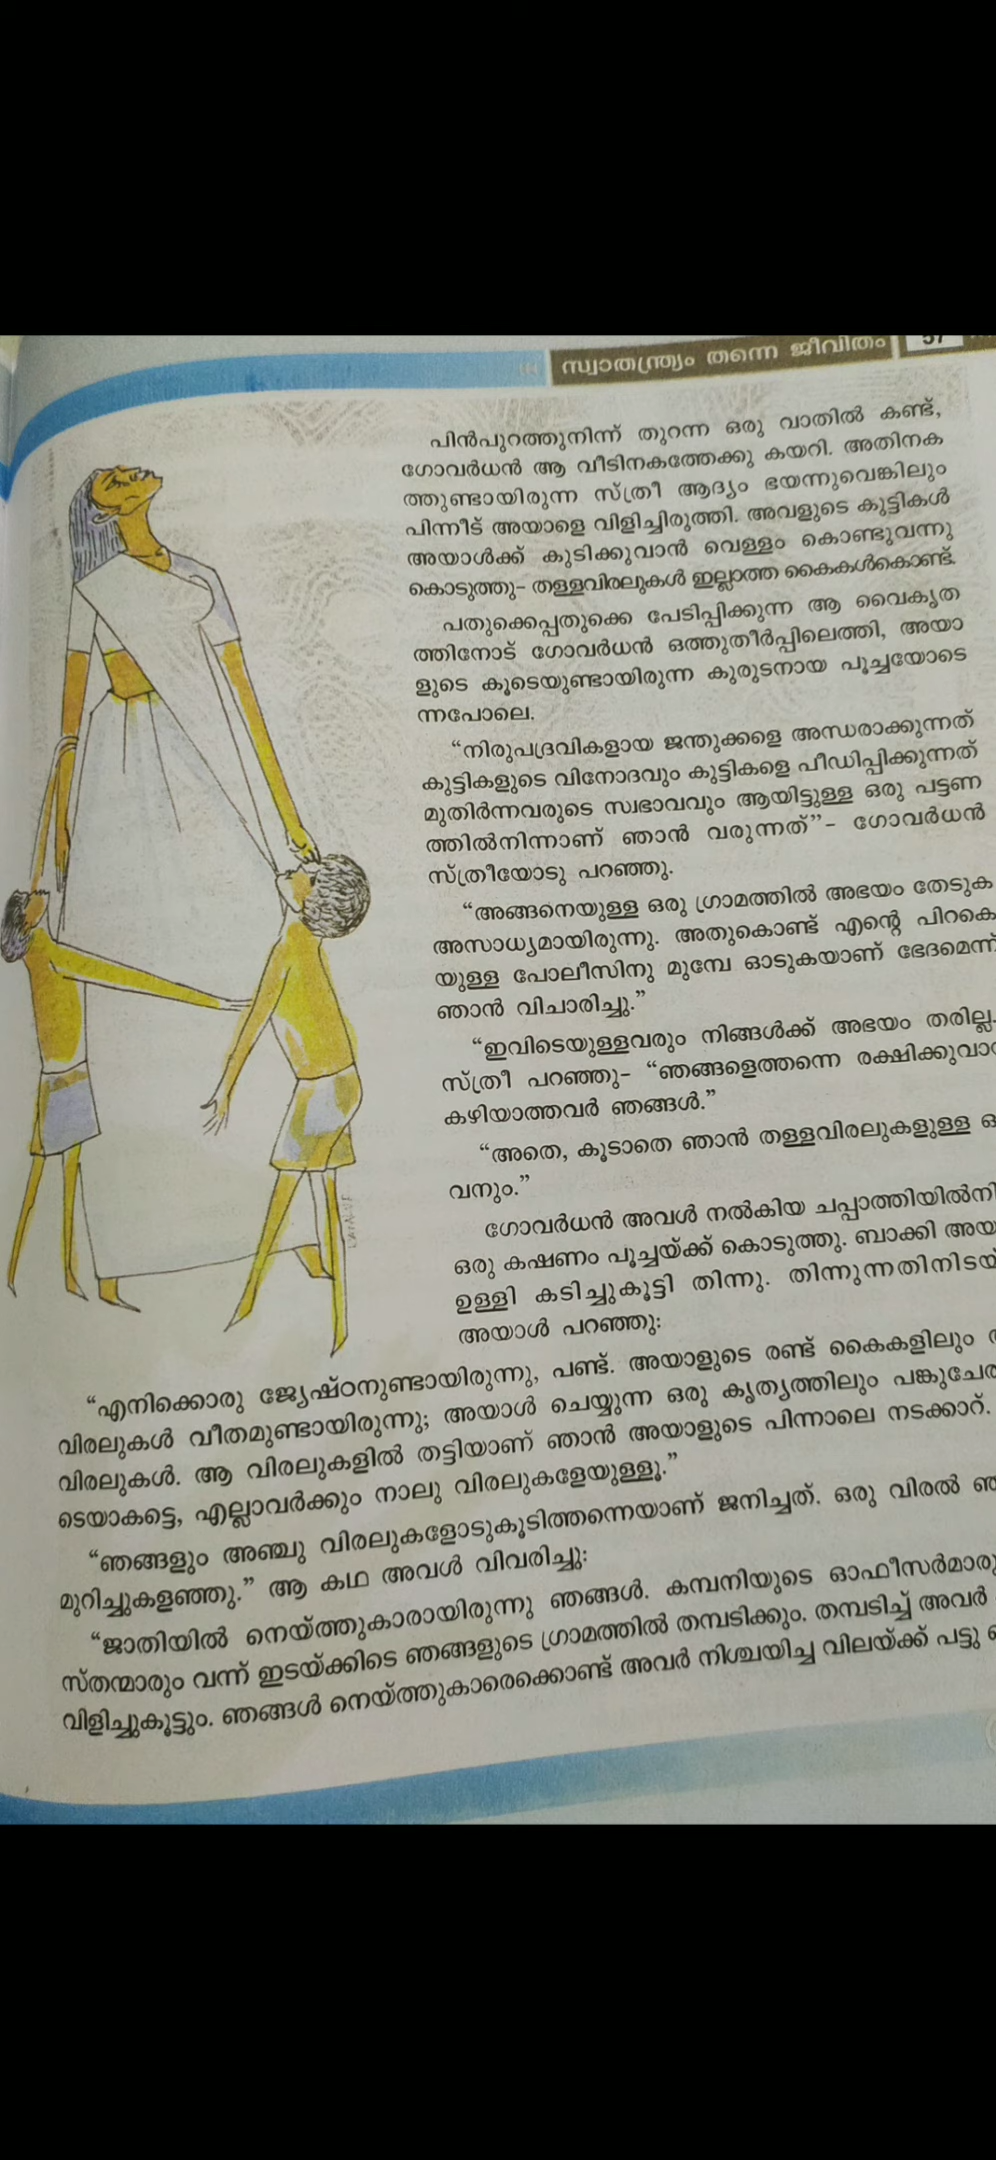 സ്വാതന്ത്ര്യം തന്നെ ജീവിതം
57
പിൻപുറത്തുനിന്ന് തുറന്ന ഒരു വാതിൽ കണ്ട്,
ഗോവർധൻ ആ വീടിനകത്തേക്കു കയറി. അതിനക
ത്തുണ്ടായിരുന്ന സ്ത്രീ ആദ്യം ഭയന്നുവെങ്കിലും
പിന്നീട് അയാളെ വിളിച്ചിരുത്തി. അവളുടെ കുട്ടികൾ
അയാൾക്ക് കുടിക്കുവാൻ വെള്ളം കൊണ്ടുവന്നു
കൊടുത്തു– തള്ളവിരലുകൾ ഇല്ലാത്ത കൈകൾകൊണ്ട്.
പതുക്കെപ്പതുക്കെ പേടിപ്പിക്കുന്ന ആ വൈകൃത
ത്തിനോട് ഗോവർധൻ ഒത്തുതീർപ്പിലെത്തി, അയാ
ളുടെ കൂടെയുണ്ടായിരുന്ന കുരുടനായ പൂച്ചയോടെ
ന്നപോലെ.
“നിരുപദ്രവികളായ ജന്തുക്കളെ അന്ധരാക്കുന്നത്
കുട്ടികളുടെ വിനോദവും കുട്ടികളെ പീഡിപ്പിക്കുന്നത്
മുതിർന്നവരുടെ സ്വഭാവവും ആയിട്ടുള്ള ഒരു പട്ടണ
ത്തിൽനിന്നാണ് ഞാൻ വരുന്നത്”– ഗോവർധൻ
സ്ത്രീയോടു പറഞ്ഞു.
“അങ്ങനെയുള്ള ഒരു ഗ്രാമത്തിൽ അഭയം തേടുക
അസാധ്യമായിരുന്നു. അതുകൊണ്ട് എന്റെ പിറകെ
യുള്ള പോലീസിനു മുമ്പേ ഓടുകയാണ് ഭേദമെന്ന്
ഞാൻ വിചാരിച്ചു.”
“ഇവിടെയുള്ളവരും നിങ്ങൾക്ക് അഭയം തരില്ല.
സ്ത്രീ പറഞ്ഞു– “ഞങ്ങളെത്തന്നെ
കഴിയാത്തവർ ഞങ്ങൾ.”
“അതെ, കൂടാതെ ഞാൻ തള്ളവിരലുകളുള്ള
വനും.”
ഗോവർധൻ അവൾ നൽകിയ
ഒരു കഷണം പൂച്ചയ്ക്ക് കൊടുത്തു. ബാക്കി
ഉള്ളി കടിച്ചുകൂട്ടി തിന്നു.
അയാൾ പറഞ്ഞു:
“എനിക്കൊരു ജ്യേഷ്ഠനുണ്ടായിരുന്നു, പണ്ട്. അയാളുടെ രണ്ട് കൈകളിലും
വിരലുകൾ വീതമുണ്ടായിരുന്നു; അയാൾ ചെയ്യുന്ന ഒരു കൃത്യത്തിലും
വിരലുകൾ. ആ വിരലുകളിൽ തട്ടിയാണ് ഞാൻ അയാളുടെ പിന്നാലെ നടക്കാറ്.
ടെയാകട്ടെ, എല്ലാവർക്കും നാലു വിരലുകളേയുള്ളൂ.”
“ഞങ്ങളും അഞ്ചു വിരലുകളോടുകൂടിത്തന്നെയാണ് ജനിച്ചത്. ഒരു വിരൽ
മുറിച്ചുകളഞ്ഞു.” ആ കഥ അവൾ വിവരിച്ചു:
“ജാതിയിൽ നെയ്ത്തുകാരായിരുന്നു ഞങ്ങൾ. കമ്പനിയുടെ
സ്തന്മാരും വന്ന് ഇടയ്ക്കിടെ ഞങ്ങളുടെ ഗ്രാമത്തിൽ തമ്പടിക്കും. തമ്പടിച്ച് അവർ
വിളിച്ചുകൂട്ടും. ഞങ്ങൾ നെയ്ത്തുകാരെക്കൊണ്ട് അവർ നിശ്ചയിച്ച വിലയ്ക്ക് പട്ടു